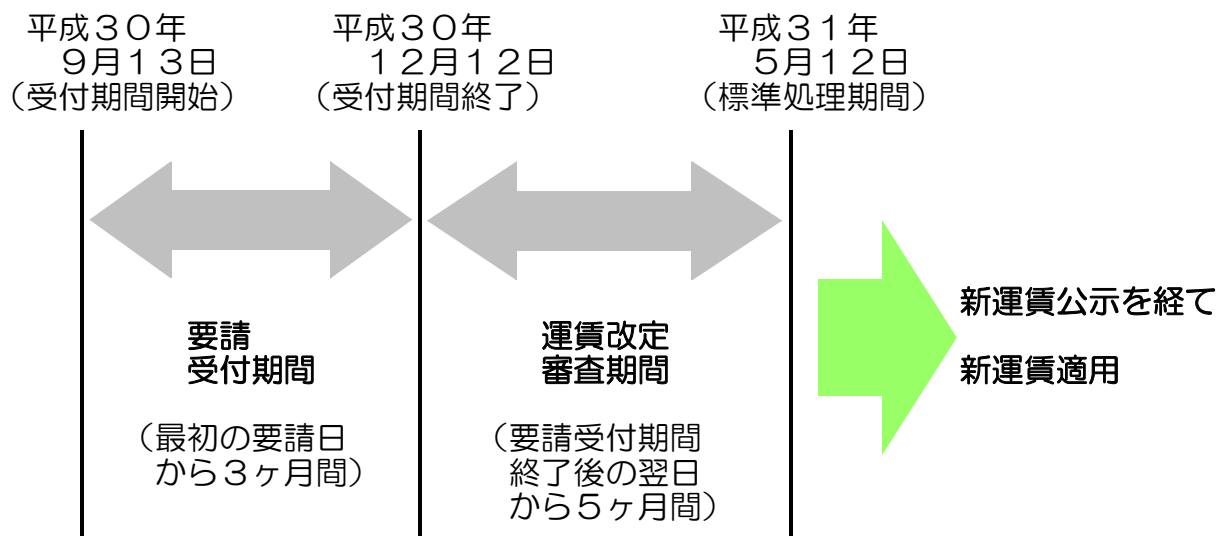 平成３０年
９月１３日
（受付期間開始）
平成３０年
１２月１２日
（受付期間終了）
平成３１年
５月１２日
（標準処理期間）
要請
受付期間
（最初の要請日
から３ヶ月間）
運賃改定
審査期間
（要請受付期間
終了後の翌日
から５ヶ月間）
新運賃公示を経て
新運賃適用